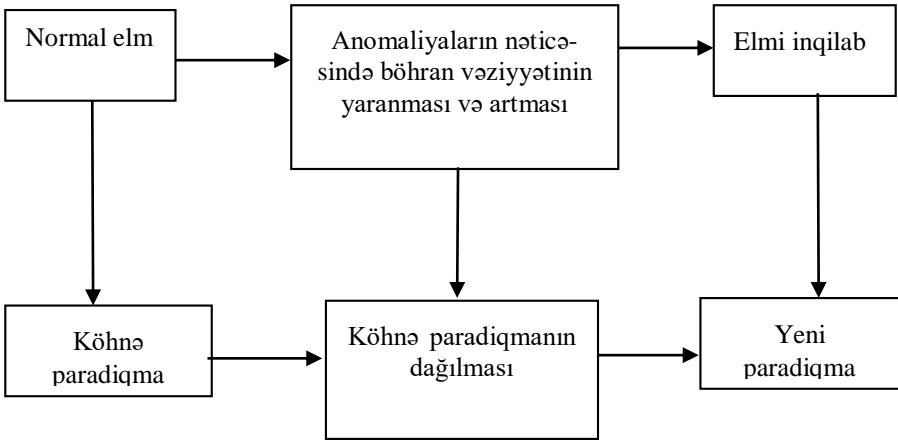 Normal elm
Anomaliyaların nəticə-
sində böhran vəziyyətinin
yaranması və artması
Elmi inqilab
Köhnə
paradiqma
Köhnə paradiqmanın
dağılması
Yeni
paradiqma